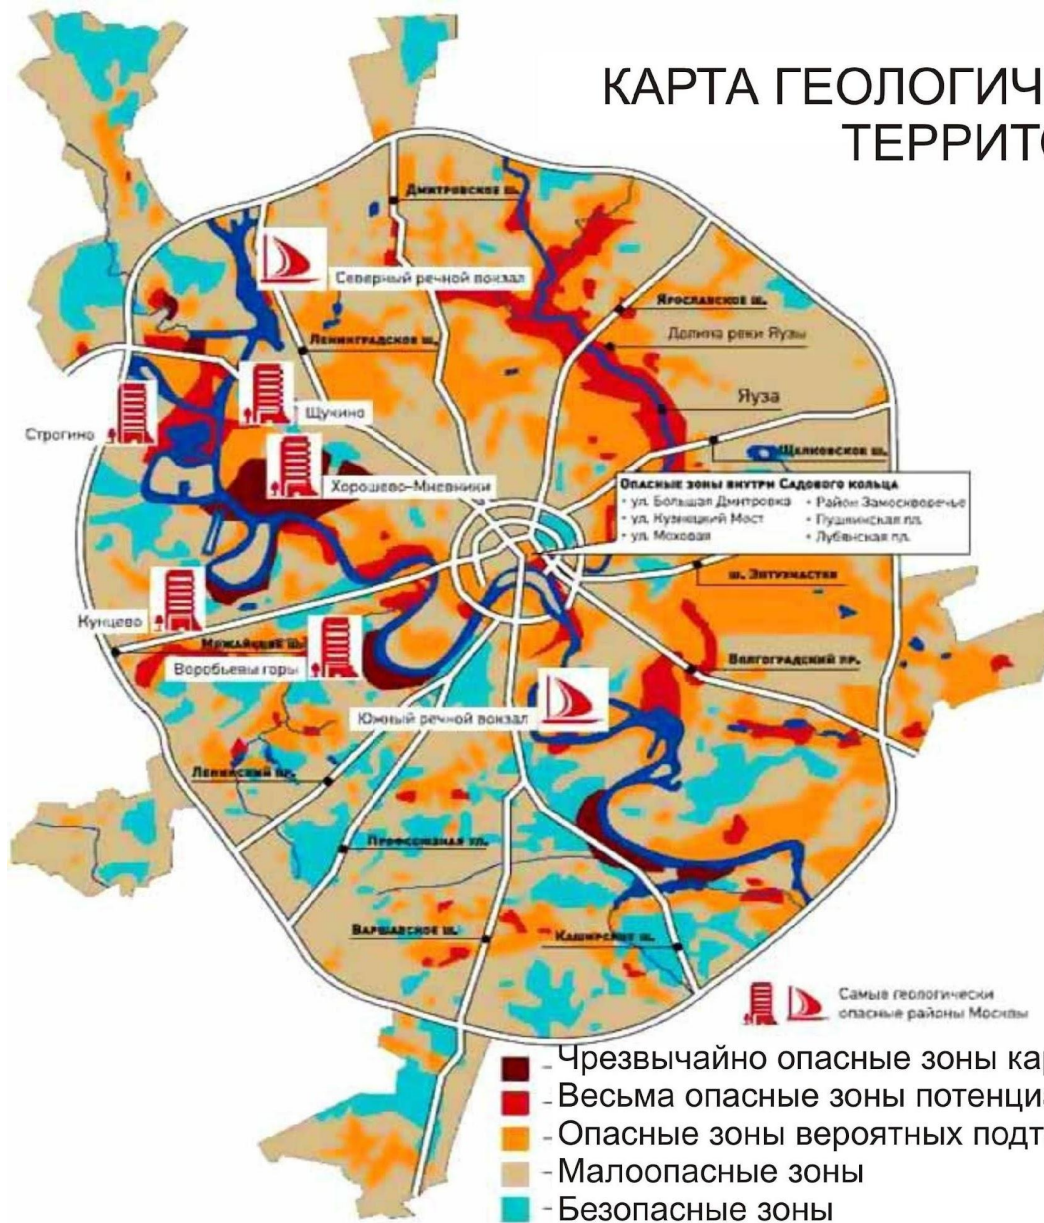 КАРТА ГЕОЛОГИЧ
ТЕРРИТО
Дмитровское ш.
Северный речной вокзал
Ярославское ш.
Ленинградское ш.
Долина реки Яузы
Яуза
Щукино
Строгино
Щелковское ш.
Хорошево-Мневники
Опасные зоны внутри Садового кольца
• ул. Большая Дмитровка
• ул. Кузнецкий Мост
• ул. Моховая
• Район Замоскворечье
• Пушкинская пл.
• Лубянская пл.
ш. Энтузиастов
Кунцево
Можайское ш.
Воробьевы горы
Волгоградский пр.
Южный речной вокзал
Ленинский пр.
Профсоюзная ул.
Варшавское ш.
Каширское ш.
Самые геологически
опасные районы Москвы
- Чрезвычайно опасные зоны кар
- Весьма опасные зоны потенциа
- Опасные зоны вероятных подт
- Малоопасные зоны
- Безопасные зоны